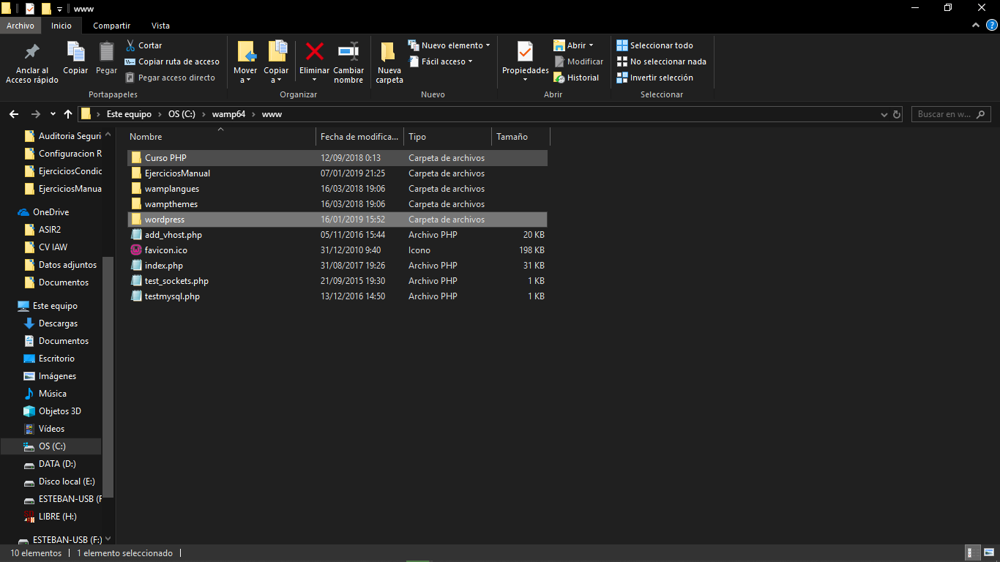 www
Archivo Inicio Compartir Vista
Anclar al Acceso rápido
Copiar
Pegar
Cortar
Copiar ruta de acceso
Pegar acceso directo
Portapapeles
Mover a
Copiar a
Eliminar
Cambiar nombre
Organizar
Nueva carpeta
Nuevo elemento
Fácil acceso
Nuevo
Propiedades
Abrir
Modificar
Historial
Abrir
Seleccionar todo
No seleccionar nada
Invertir selección
Seleccionar
Este equipo > OS (C:) > wamp64 > www
Buscar en w...
Auditoria Seguri
Configuracion R
EjerciciosCondic
EjerciciosManua
OneDrive
ASIR2
CV IAW
Datos adjuntos
Documentos
Este equipo
Descargas
Documentos
Escritorio
Imágenes
Música
Objetos 3D
Vídeos
OS (C:)
DATA (D:)
Disco local (E:)
ESTEBAN-USB (F
LIBRE (H:)
ESTEBAN-USB (F:)
Nombre Fecha de modifica... Tipo Tamaño
Curso PHP 12/09/2018 0:13 Carpeta de archivos
EjerciciosManual 07/01/2019 21:25 Carpeta de archivos
wamplangues 16/03/2018 19:06 Carpeta de archivos
wampthemes 16/03/2018 19:06 Carpeta de archivos
wordpress 16/01/2019 15:52 Carpeta de archivos
add_vhost.php 05/11/2016 15:44 Archivo PHP 20 KB
favicon.ico 31/12/2010 9:40 Icono 198 KB
index.php 31/08/2017 19:26 Archivo PHP 31 KB
test_sockets.php 21/09/2015 19:30 Archivo PHP 1 KB
testmysql.php 13/12/2016 14:50 Archivo PHP 1 KB
10 elementos 1 elemento seleccionado